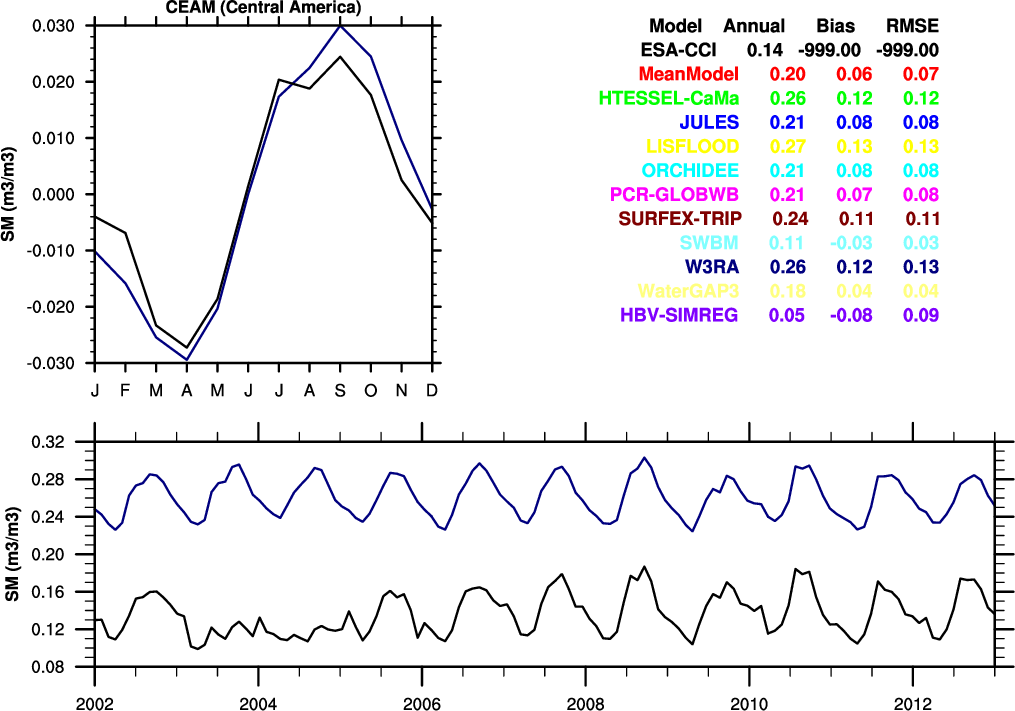 CEAM (Central America)
0.030
0.020
0.010
0.000
-0.010
-0.020
-0.030
SM (m3/m3)
J F M A M J J A S O N D
Model Annual Bias RMSE
ESA-CCI 0.14 -999.00 -999.00
MeanModel 0.20 0.06 0.07
HTESSEL-CaMa 0.26 0.12 0.12
JULES 0.21 0.08 0.08
LISFLOOD 0.27 0.13 0.13
ORCHIDEE 0.21 0.08 0.08
PCR-GLOBWB 0.21 0.07 0.08
SURFEX-TRIP 0.24 0.11 0.11
SWBM 0.11 -0.03 0.03
W3RA 0.26 0.12 0.13
WaterGAP3 0.18 0.04 0.04
HBV-SIMREG 0.05 -0.08 0.09
0.32
0.28
0.24
0.20
0.16
0.12
0.08
SM (m3/m3)
2002 2004 2006 2008 2010 2012